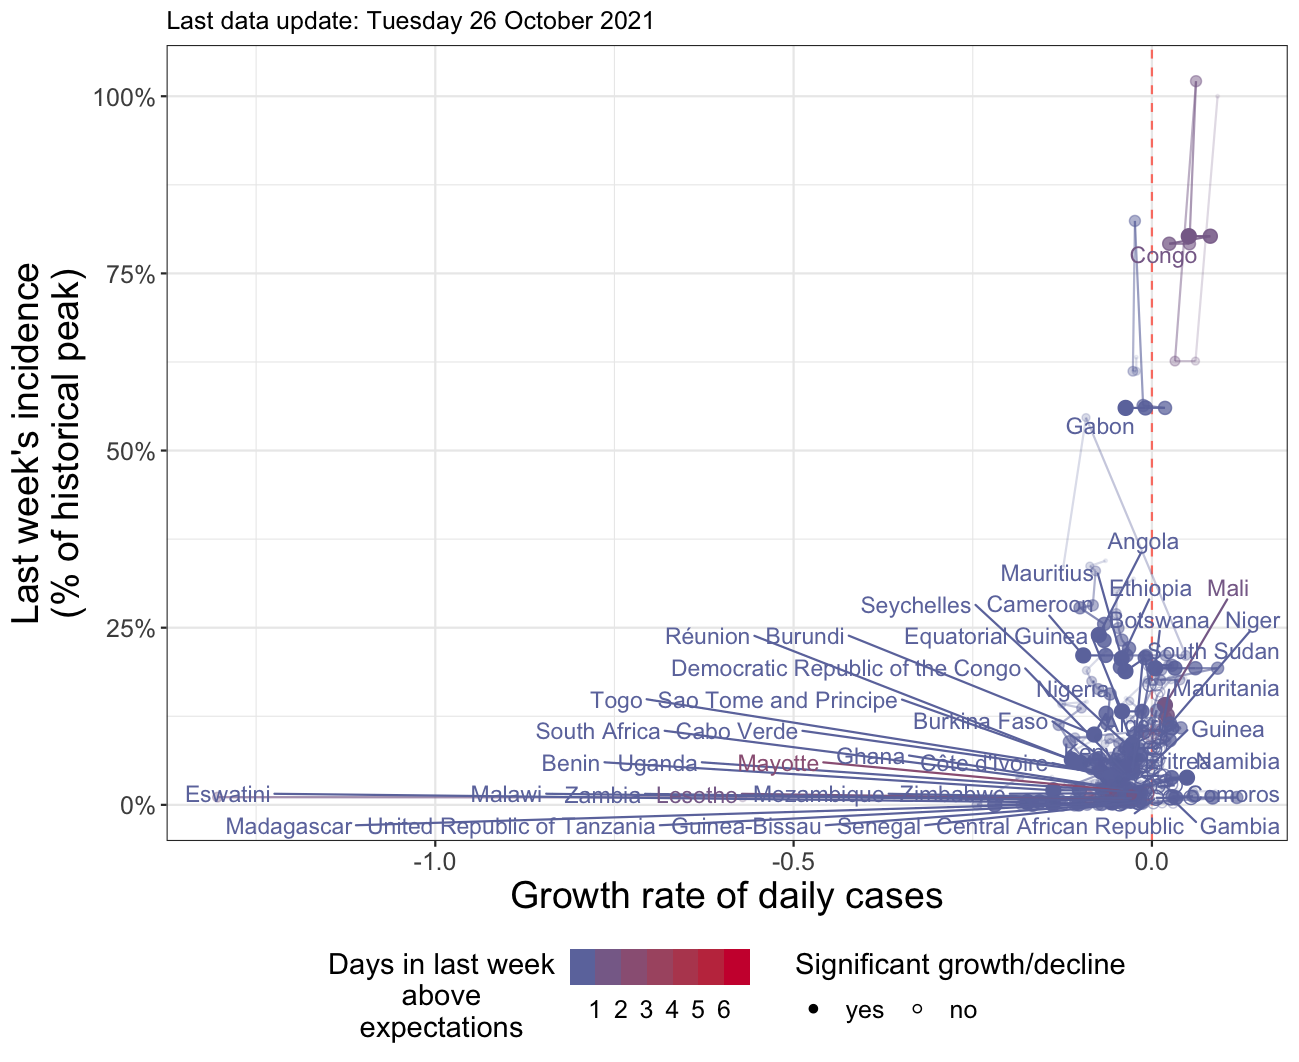 Last data update: Tuesday 26 October 2021
Last week's incidence
(% of historical peak)
100%
75%
50%
25%
0%
Congo
Gabon
Angola
Mauritius
Ethiopia
Mali
Seychelles
Cameroon
Botswana
Niger
Réunion
Burundi
Equatorial Guinea
South Sudan
Democratic Republic of the Congo
Nigeria
Mauritania
Togo
Sao Tome and Principe
Burkina Faso
Guinea
South Africa
Cabo Verde
Ghana
Côte d'Ivoire
Namibia
Benin
Uganda
Mayotte
Eswatini
Malawi
Zambia
Lesotho
Mozambique
Zimbabwe
Comoros
Madagascar
United Republic of Tanzania
Guinea-Bissau
Senegal
Central African Republic
Gambia
-1.0
-0.5
0.0
Growth rate of daily cases
Days in last week
above
expectations
1 2 3 4 5 6
Significant growth/decline
yes
no